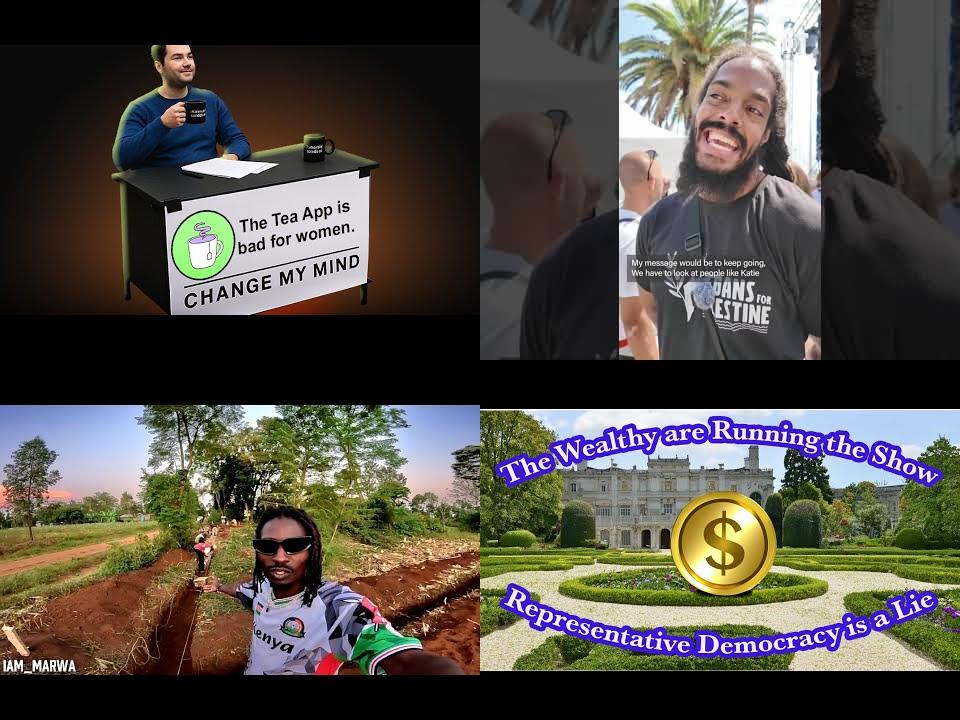 The Tea App is
bad for women.
CHANGE MY MIND
My message would be to keep going,
We have to look at people like Katie
FOR
ESTINE
IAM_MARWA
The Wealthy are Running the Show
$
Representative Democracy is a Lie